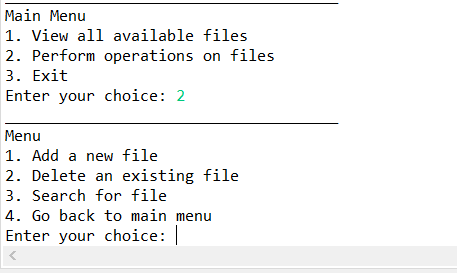 Main Menu
1. View all available files
2. Perform operations on files
3. Exit
Enter your choice: 2
Menu
1. Add a new file
2. Delete an existing file
3. Search for file
4. Go back to main menu
Enter your choice: